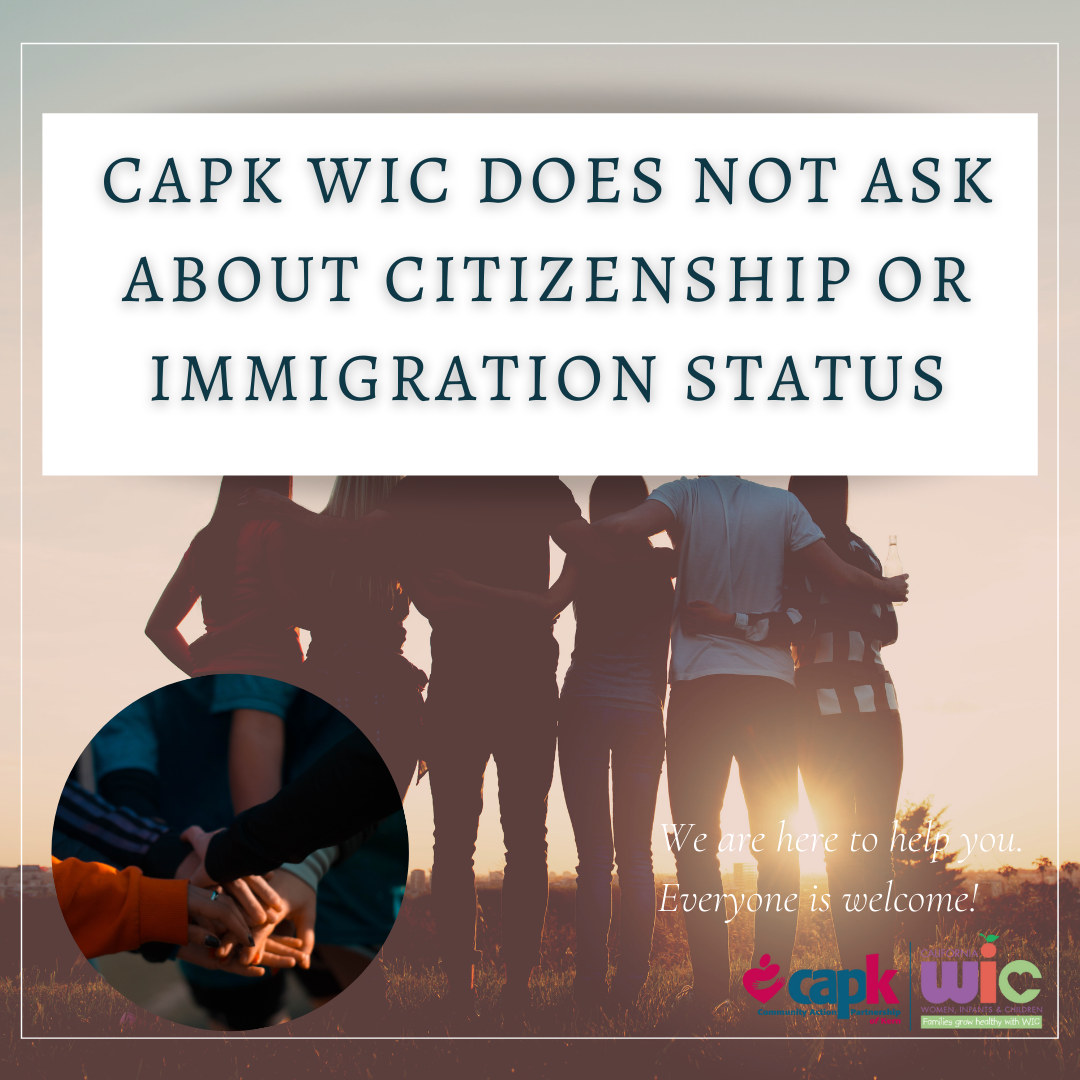 CAPK WIC DOES NOT ASK
ABOUT CITIZENSHIP OR
IMMIGRATION STATUS
We are here to help you.
Everyone is welcome!
capk
Community Action Partnership
of Kern
CALIFORNIA
wic
WOMEN, INFANTS & CHILDREN
Families grow healthy with WIC